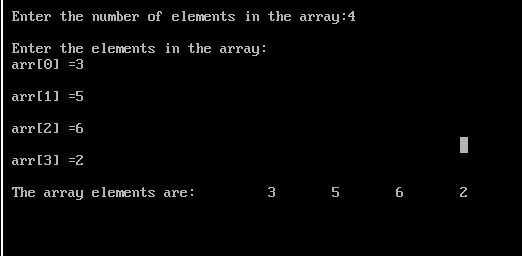 Enter the number of elements in the array:4
Enter the elements in the array:
arr[0] =3
arr[1] =5
arr[2] =6
arr[3] =2
The array elements are: 3 5 6 2